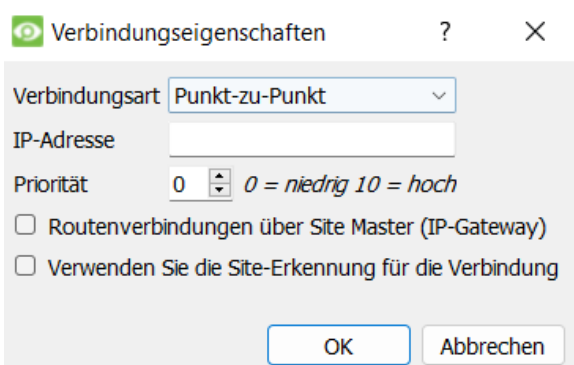 Verbindungseigenschaften ?
Verbindungsart Punkt-zu-Punkt
IP-Adresse
Priorität 0 0 = niedrig 10 = hoch
Routenverbindungen über Site Master (IP-Gateway)
Verwenden Sie die Site-Erkennung für die Verbindung
OK Abbrechen